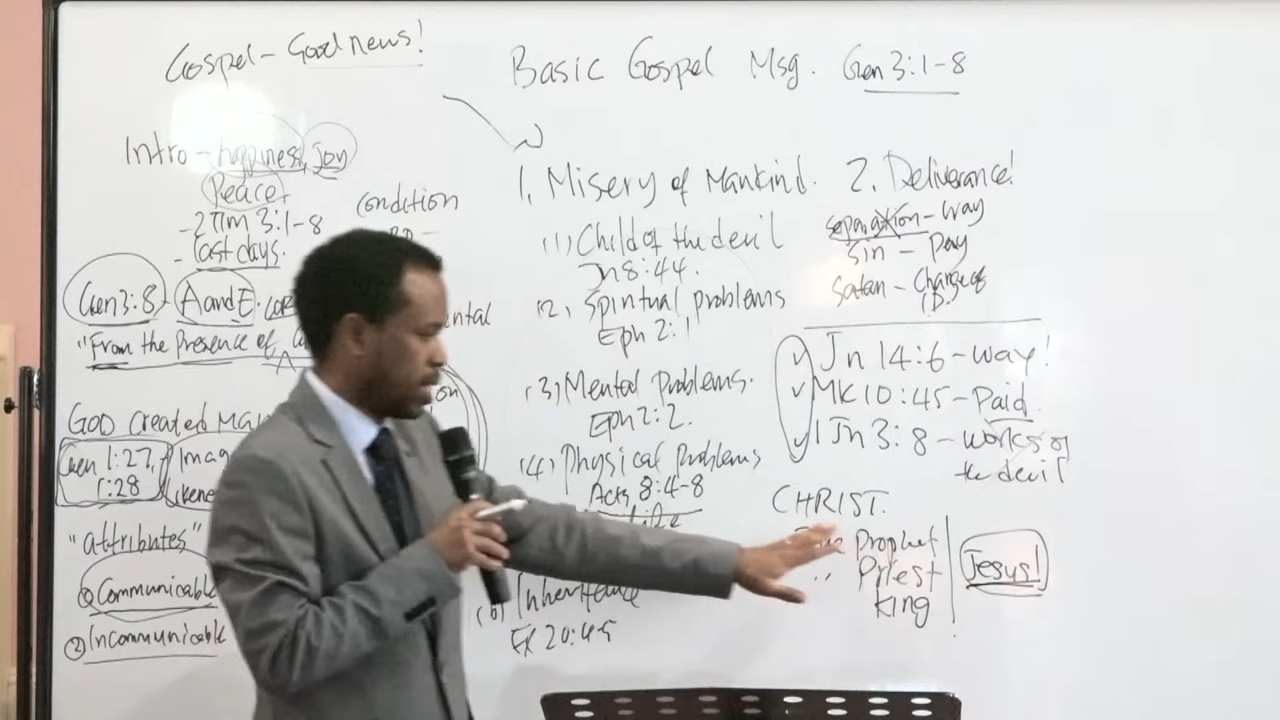 Gospel - Good news!
Basic Gospel Msg. Gen 3:1-8
Intro - happiness, Joy
Peace,
- 2 Tim 3:1-8
- last days.
condition
Gen 3:8 - A and E.
"From the Presence of
GOD created
Gen 1:27,
1:28
"attributes"
① Communicable
② Incommunicable
1. Misery of Mankind.
(1) Child of the devil
Jn 8:44.
(2) Spiritual problems
Eph 2:1
(3) Mental Problems.
Eph 2:2.
(4) Physical Problems
Acts 8:4-8
(6) Inheritance
Ex 20:4-5
2. Deliverance!
separation - Way
Sin - Pay
Satan - Change of
✓ Jn 14:6 - Way!
✓ MK 10:45 - Paid.
✓ 1 Jn 3:8 - works of
the devil
CHRIST.
Prophet
" Priest
King
Jesus!